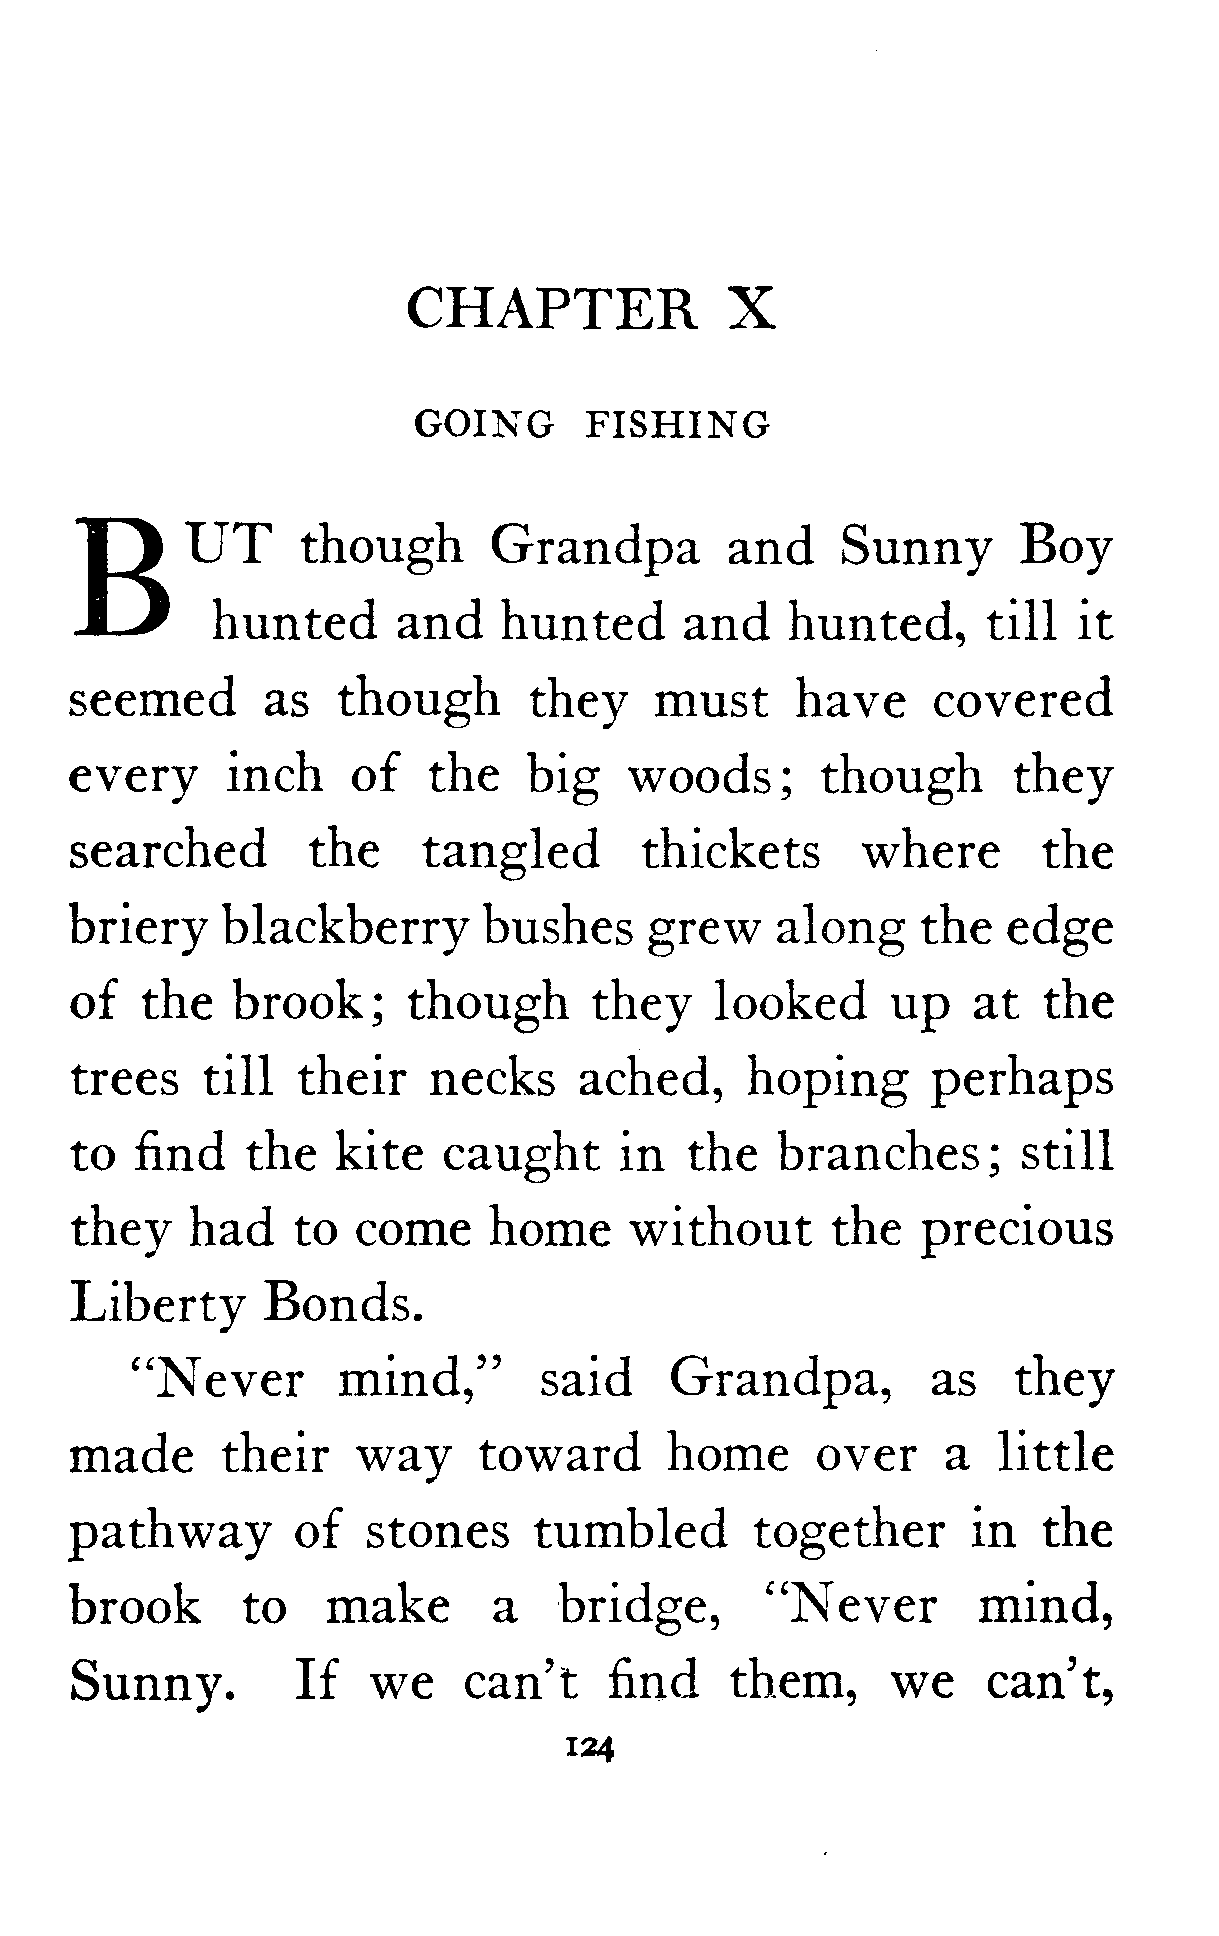 CHAPTER X
GOING FISHING
BUT though Grandpa and Sunny Boy
hunted and hunted and hunted, till it
seemed as though they must have covered
every inch of the big woods; though they
searched the tangled thickets where the
briery blackberry bushes grew along the edge
of the brook; though they looked up at the
trees till their necks ached, hoping perhaps
to find the kite caught in the branches; still
they had to come home without the precious
Liberty Bonds.
“Never mind,” said Grandpa, as they
made their way toward home over a little
pathway of stones tumbled together in the
brook to make a bridge, “Never mind,
Sunny. If we can’t find them, we can’t,
124